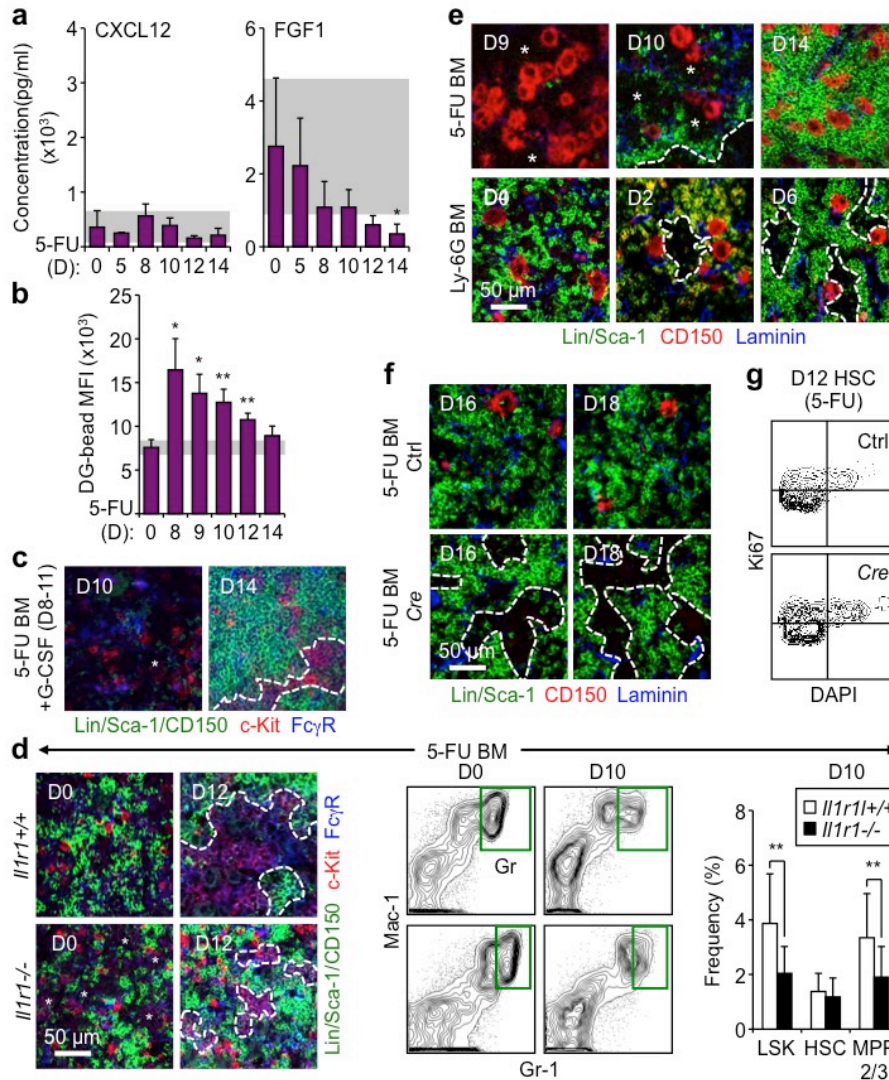 a
CXCL12
FGF1
Concentration(pg/ml)
(x10³)
4
3
2
1
0
6
4
2
0
*
5-FU
(D):
0 5 8 10 12 14
0 5 8 10 12 14
b
DG-bead MFI (x10³)
25
20
15
10
5
0
* * ** **
5-FU
(D):
0 8 9 10 12 14
c
5-FU BM
+G-CSF (D8-11)
D10
*
D14
Lin/Sca-1/CD150 c-Kit FcγR
d
5-FU BM
Il1r1+/+
D0
D12
Il1r1-/-
D0
* * * * *
D12
50 µm
Lin/Sca-1/CD150 c-Kit FcγR
D0
D10
Gr
Mac-1
Gr-1
D10
Il1r1l+/+
Il1r1-/-
Frequency (%)
8
6
4
2
0
** **
LSK HSC MPP
2/3
e
5-FU BM
D9
* * *
D10
* * *
D14
Ly-6G BM
D2
D6
50 µm
Lin/Sca-1 CD150 Laminin
f
5-FU BM
Ctrl
D16
D18
5-FU BM
Cre
D16
D18
50 µm
Lin/Sca-1 CD150 Laminin
g
D12 HSC
(5-FU)
Ctrl
Cre
Ki67
DAPI